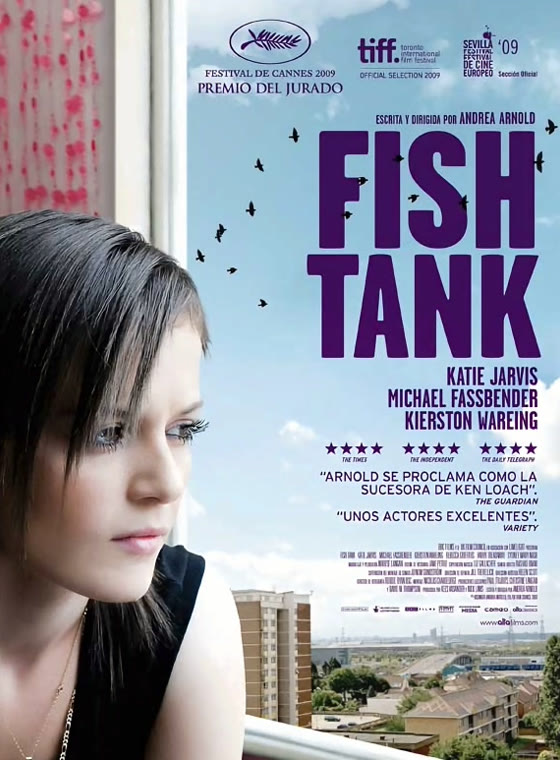 FESTIVAL DE CANNES 2009
PREMIO DEL JURADO
tiff. toronto
international
film festival
OFFICIAL SELECTION 2009
SEVILLA
FESTIVAL
DE CINE
EUROPEO
'09
Sección Oficial
ESCRITA Y DIRIGIDA POR ANDREA ARNOLD
FISH
TANK
KATIE JARVIS
MICHAEL FASSBENDER
KIERSTON WAREING
THE TIMES
THE INDEPENDENT
THE DAILY TELEGRAPH
“ARNOLD SE PROCLAMA COMO LA
SUCESORA DE KEN LOACH”.
THE GUARDIAN
“UNOS ACTORES EXCELENTES”.
VARIETY
www.altafilms.com